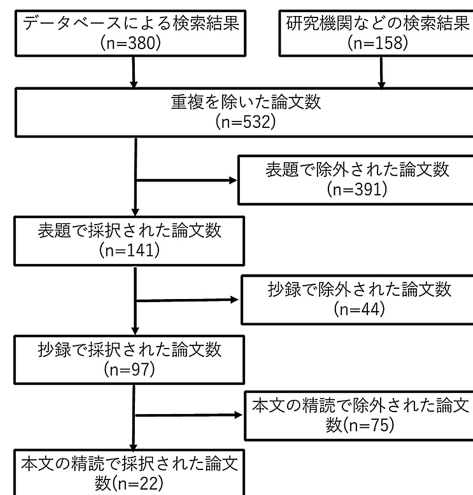 データベースによる検索結果
(n=380)
研究機関などの検索結果
(n=158)
重複を除いた論文数
(n=532)
表題で除外された論文数
(n=391)
表題で採択された論文数
(n=141)
抄録で除外された論文数
(n=44)
抄録で採択された論文数
(n=97)
本文の精読で除外された論文
数(n=75)
本文の精読で採択された論文
数(n=22)